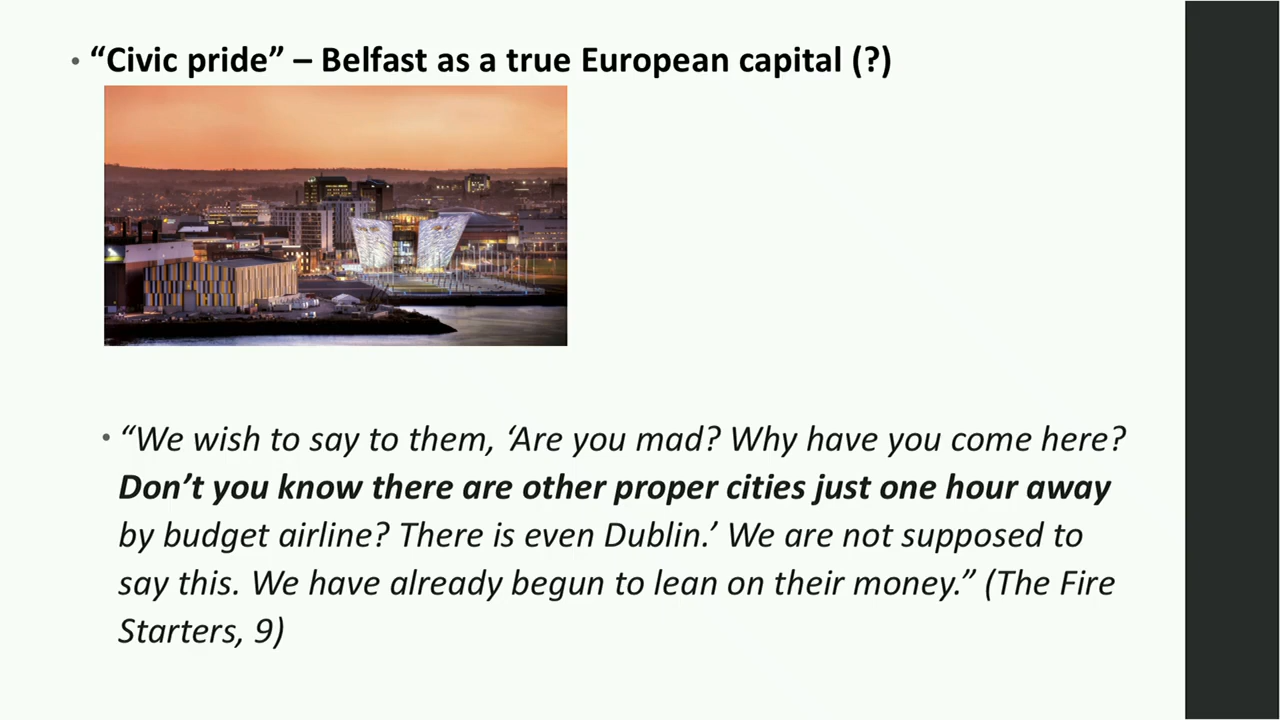 • “Civic pride” – Belfast as a true European capital (?)
• “We wish to say to them, ‘Are you mad? Why have you come here?
Don’t you know there are other proper cities just one hour away
by budget airline? There is even Dublin.’ We are not supposed to
say this. We have already begun to lean on their money.” (The Fire
Starters, 9)